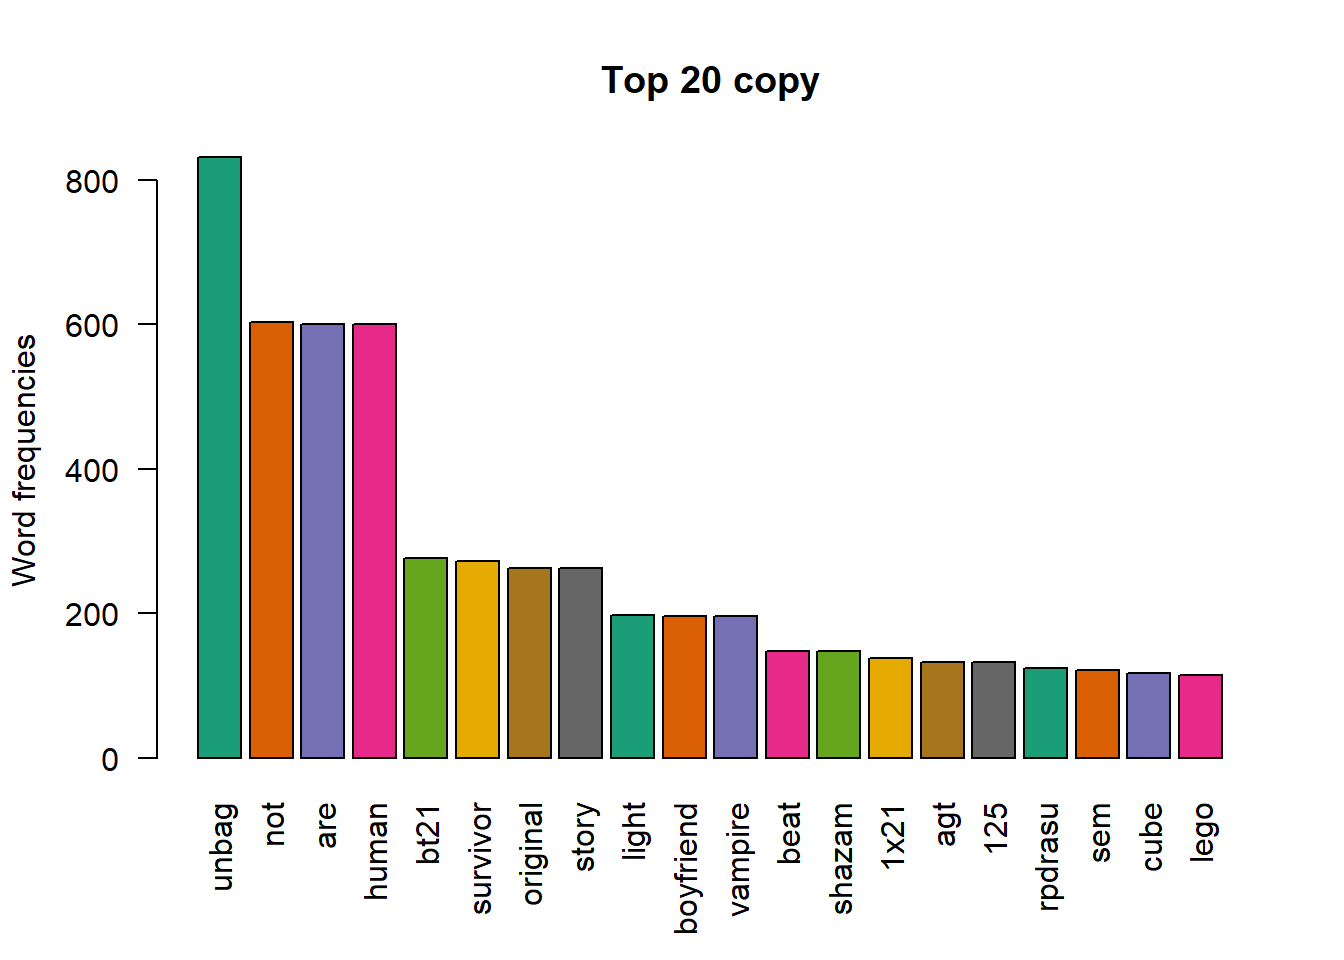 Top 20 copy
Word frequencies
800
600
400
200
0
unbag
not
are
human
bt21
survivor
original
story
light
boyfriend
vampire
beat
shazam
1x21
agt
125
rpdrasu
sem
cube
lego